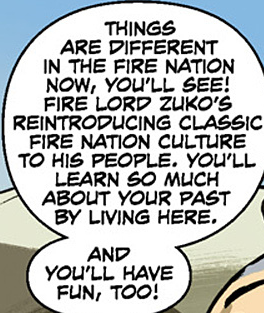 THINGS
ARE DIFFERENT
IN THE FIRE NATION
NOW, YOU'LL SEE!
FIRE LORD ZUKO'S
REINTRODUCING CLASSIC
FIRE NATION CULTURE
TO HIS PEOPLE. YOU'LL
LEARN SO MUCH
ABOUT YOUR PAST
BY LIVING HERE.
AND
YOU'LL HAVE
FUN, TOO!